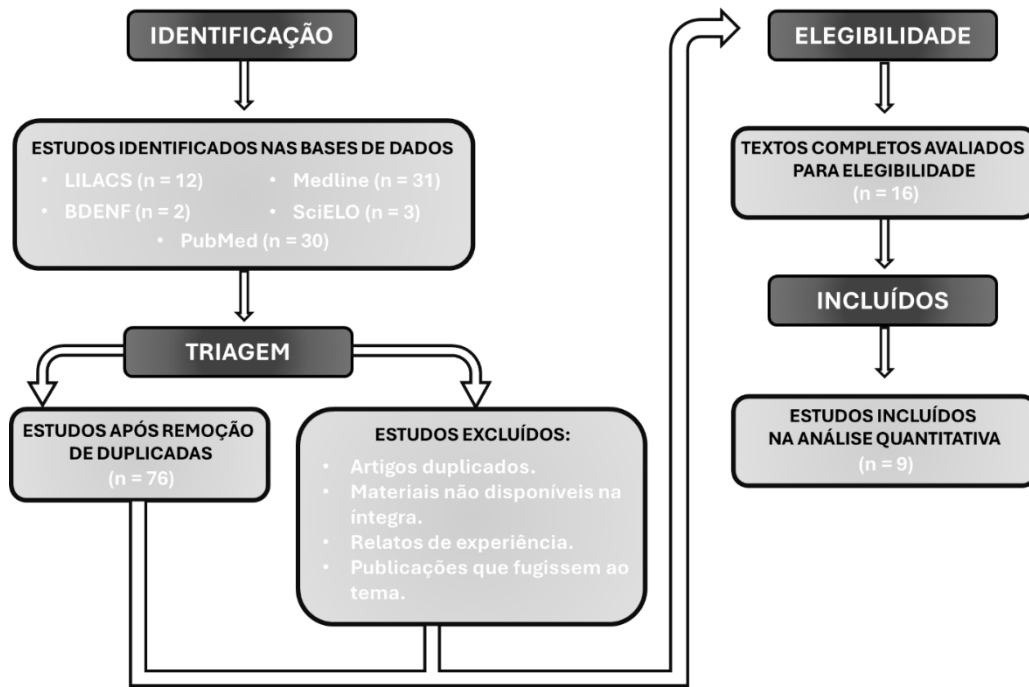 IDENTIFICAÇÃO
ESTUDOS IDENTIFICADOS NAS BASES DE DADOS
• LILACS (n = 12)
• Medline (n = 31)
• BDENF (n = 2)
• SciELO (n = 3)
• PubMed (n = 30)
TRIAGEM
ESTUDOS APÓS REMOÇÃO
DE DUPLICADAS
(n = 76)
ESTUDOS EXCLUÍDOS:
• Artigos duplicados.
• Materiais não disponíveis na
íntegra.
• Relatos de experiência.
• Publicações que fugissem ao
tema.
ELEGIBILIDADE
TEXTOS COMPLETOS AVALIADOS
PARA ELEGIBILIDADE
(n = 16)
INCLUÍDOS
ESTUDOS INCLUÍDOS
NA ANÁLISE QUANTITATIVA
(n = 9)